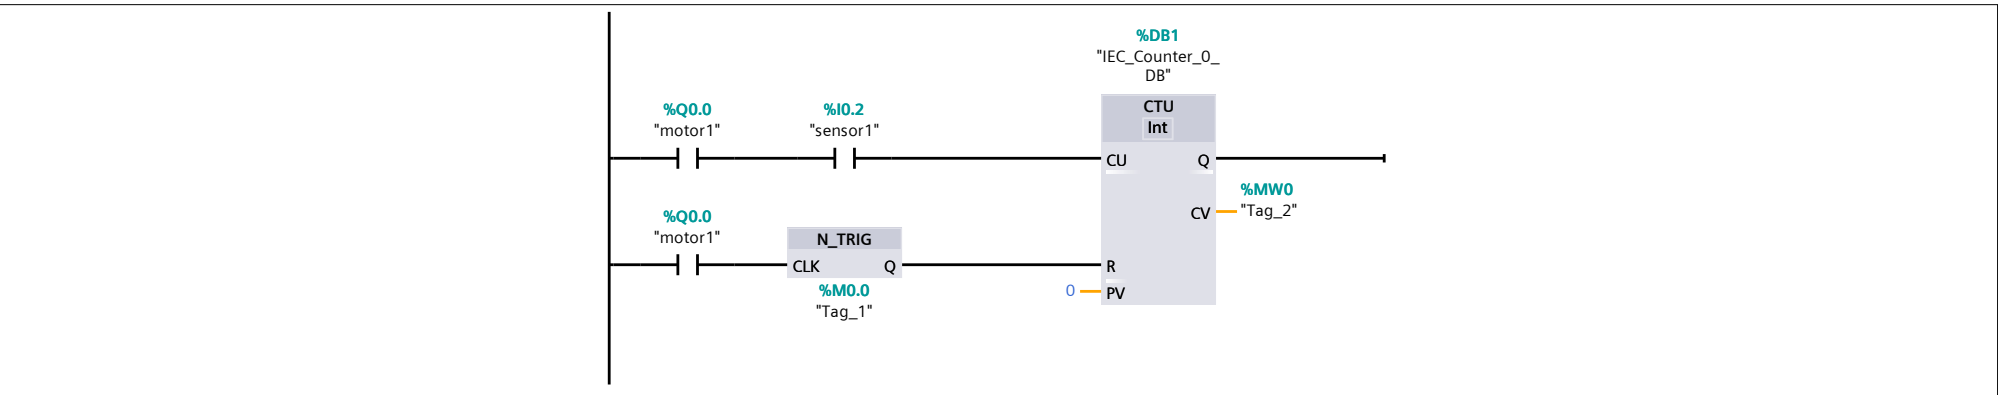 %DB1
"IEC_Counter_0_
DB"
CTU
Int
%Q0.0
"motor1"
%I0.2
"sensor1"
CU
Q
%MW0
"Tag_2"
CV
%Q0.0
"motor1"
N_TRIG
CLK
Q
%M0.0
"Tag_1"
R
0
PV